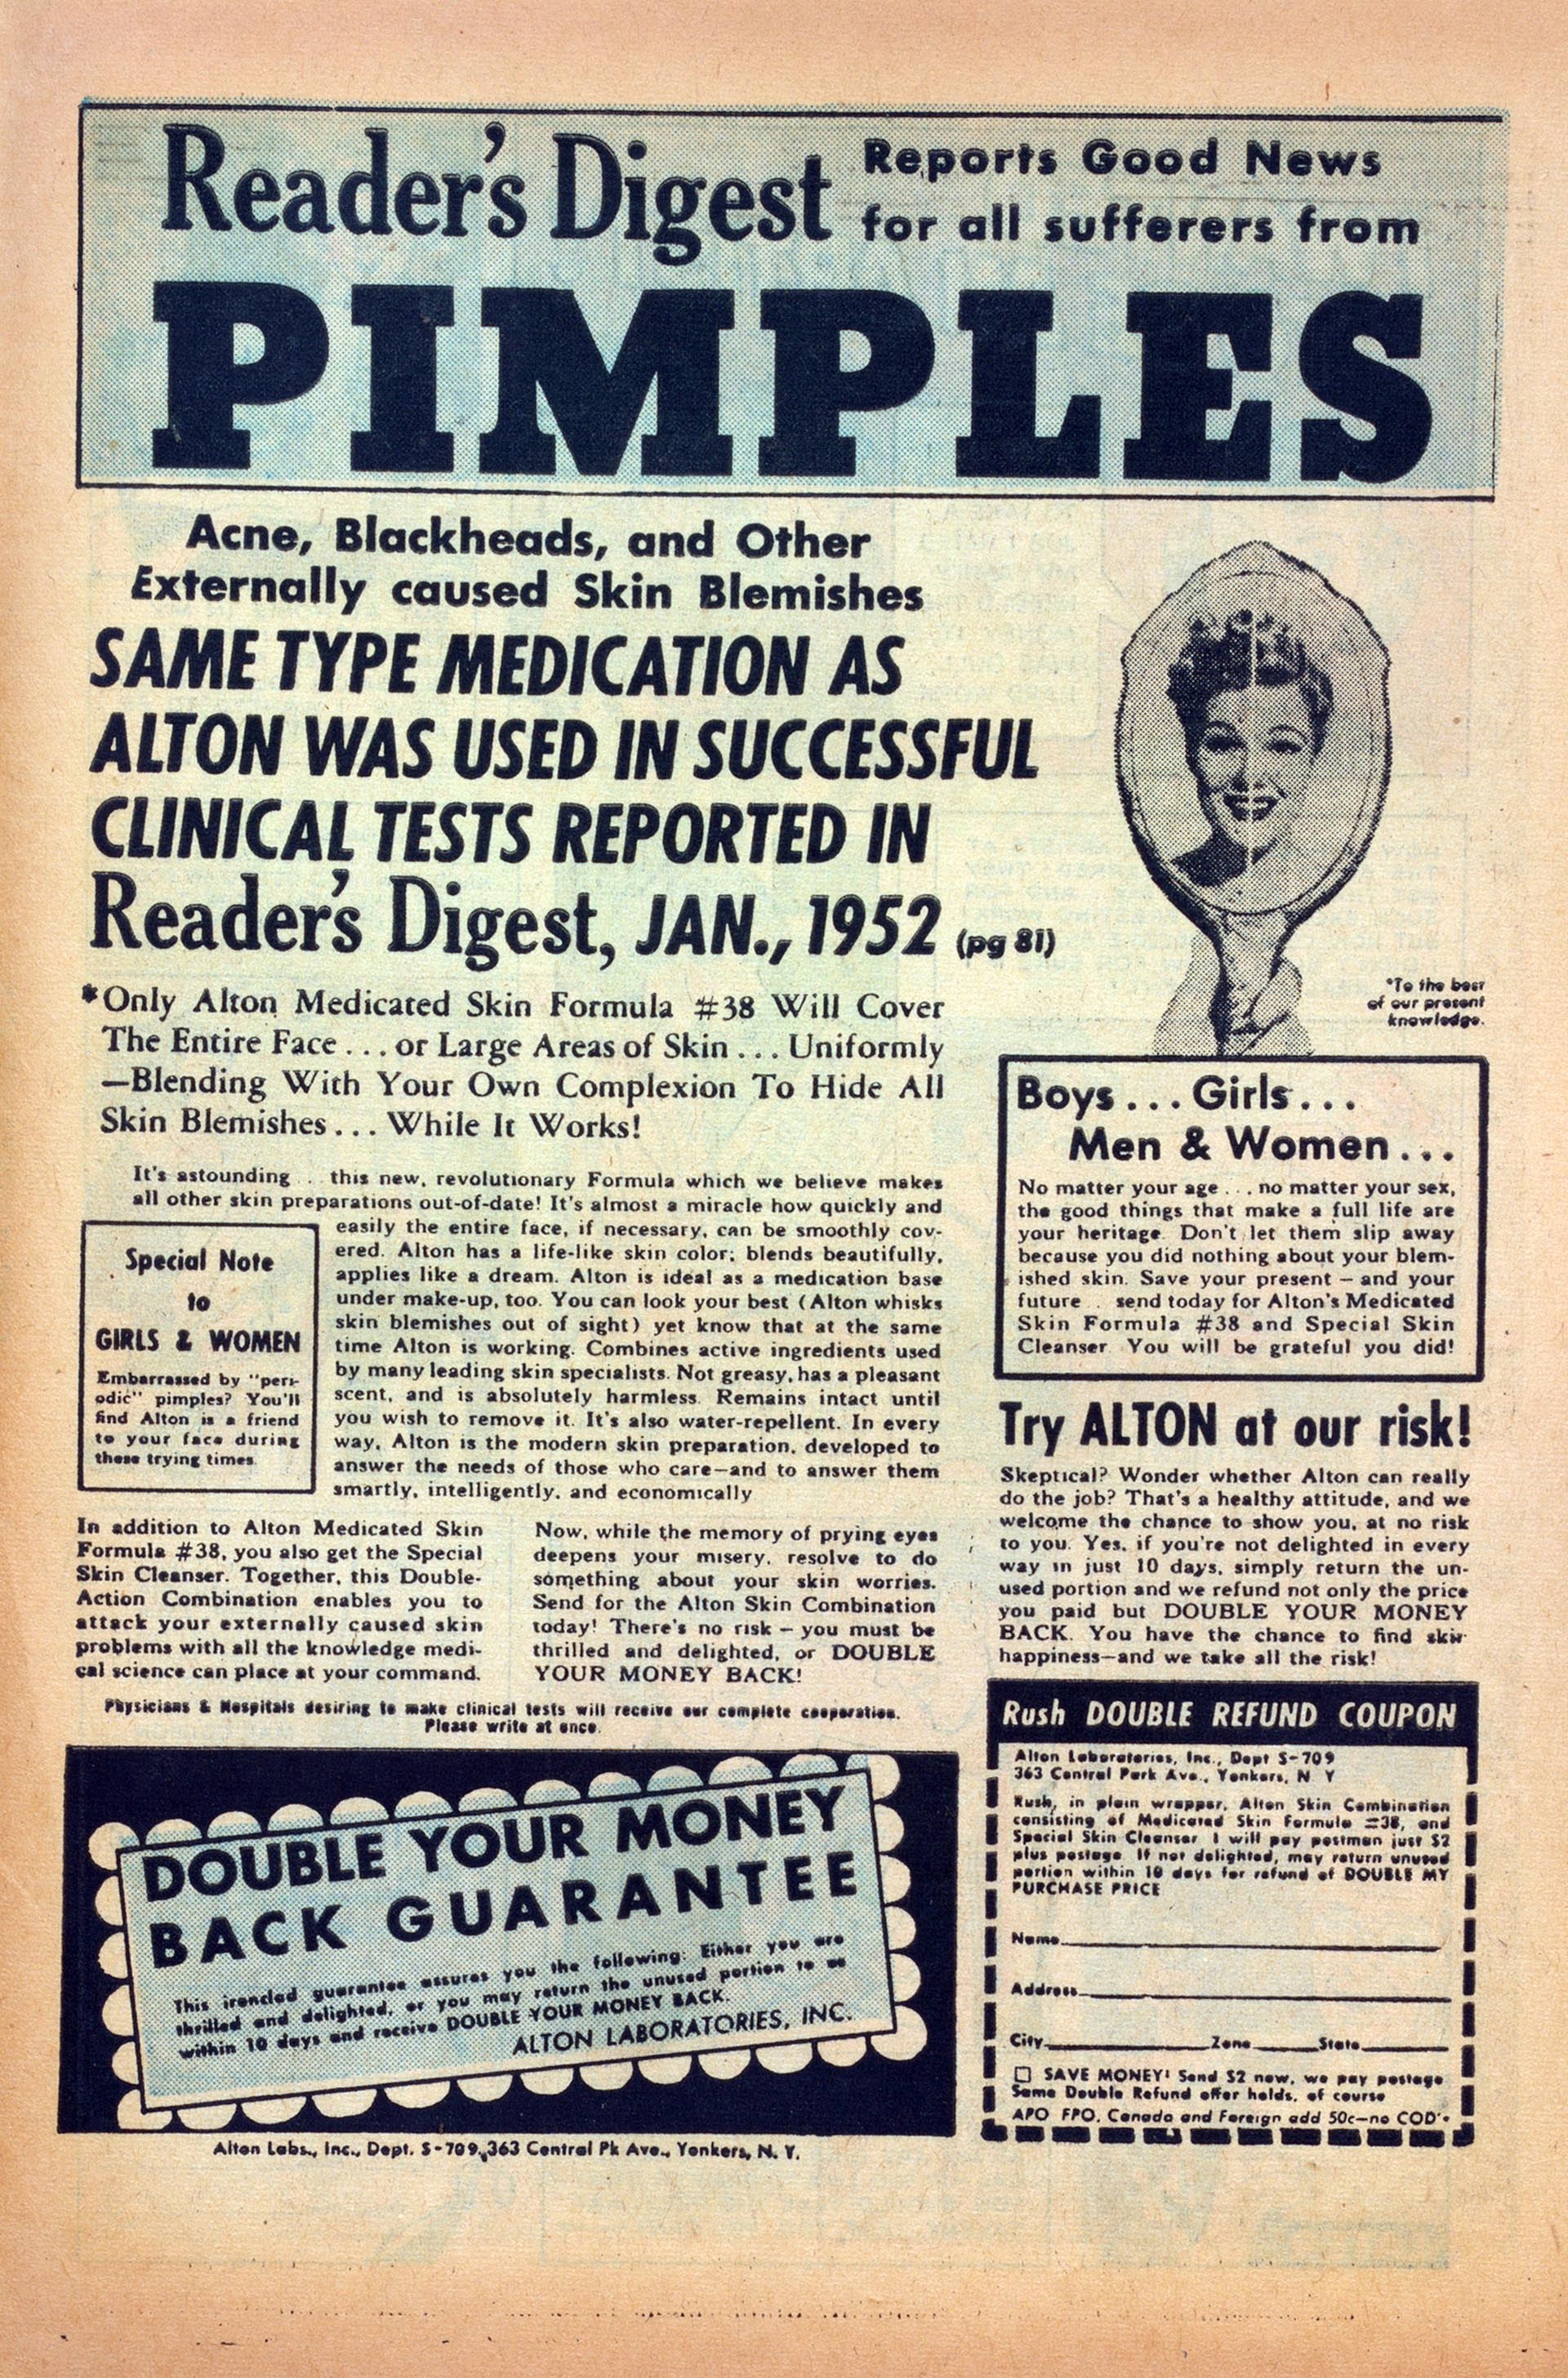 Reader's Digest Reports Good News
for all sufferers from
PIMPLES
Acne, Blackheads, and Other
Externally caused Skin Blemishes
SAME TYPE MEDICATION AS
ALTON WAS USED IN SUCCESSFUL
CLINICAL TESTS REPORTED IN
Reader's Digest, JAN., 1952 (pg 81)
*Only Alton Medicated Skin Formula #38 Will Cover
The Entire Face . . . or Large Areas of Skin . . . Uniformly
—Blending With Your Own Complexion To Hide All
Skin Blemishes . . . While It Works!
*To the best
of our present
knowledge.
It's astounding . . this new, revolutionary Formula which we believe makes
all other skin preparations out-of-date! It's almost a miracle how quickly and
easily the entire face, if necessary, can be smoothly cov-
ered. Alton has a life-like skin color; blends beautifully,
applies like a dream. Alton is ideal as a medication base
under make-up, too. You can look your best (Alton whisks
skin blemishes out of sight) yet know that at the same
time Alton is working. Combines active ingredients used
by many leading skin specialists. Not greasy, has a pleasant
scent, and is absolutely harmless. Remains intact until
you wish to remove it. It's also water-repellent. In every
way, Alton is the modern skin preparation, developed to
answer the needs of those who care—and to answer them
smartly, intelligently, and economically
Special Note
to
GIRLS & WOMEN
Embarrassed by "peri-
odic" pimples? You'll
find Alton is a friend
to your face during
these trying times
In addition to Alton Medicated Skin
Formula #38, you also get the Special
Skin Cleanser. Together, this Double-
Action Combination enables you to
attack your externally caused skin
problems with all the knowledge medi-
cal science can place at your command.
Now, while the memory of prying eyes
deepens your misery, resolve to do
something about your skin worries.
Send for the Alton Skin Combination
today! There's no risk – you must be
thrilled and delighted, or DOUBLE
YOUR MONEY BACK!
Physicians & Hospitals desiring to make clinical tests will receive our complete cooperation.
Please write at once.
DOUBLE YOUR MONEY
BACK GUARANTEE
This ironclad guarantee assures you the following: Either you are
thrilled and delighted, or you may return the unused portion to us
within 10 days and receive DOUBLE YOUR MONEY BACK.
ALTON LABORATORIES, INC.
Alton Labs., Inc., Dept. S-709, 363 Central Pk Ave., Yonkers, N. Y.
Boys . . . Girls . . .
Men & Women . . .
No matter your age . . . no matter your sex,
the good things that make a full life are
your heritage. Don't let them slip away
because you did nothing about your blem-
ished skin. Save your present – and your
future . send today for Alton's Medicated
Skin Formula #38 and Special Skin
Cleanser. You will be grateful you did!
Try ALTON at our risk!
Skeptical? Wonder whether Alton can really
do the job? That's a healthy attitude, and we
welcome the chance to show you, at no risk
to you. Yes, if you're not delighted in every
way in just 10 days, simply return the un-
used portion and we refund not only the price
you paid but DOUBLE YOUR MONEY
BACK. You have the chance to find skin
happiness—and we take all the risk!
Rush DOUBLE REFUND COUPON
Alton Laboratories, Inc., Dept S-709
363 Central Park Ave., Yonkers, N Y
Rush, in plain wrapper, Alton Skin Combination
consisting of Medicated Skin Formula #38, and
Special Skin Cleanser I will pay postman just $2
plus postage. If not delighted, may return unused
portion within 10 days for refund of DOUBLE MY
PURCHASE PRICE
Name
Address
City Zone State
☐ SAVE MONEY! Send $2 now, we pay postage
Same Double Refund offer holds, of course
APO FPO, Canada and Foreign add 50c—no COD's